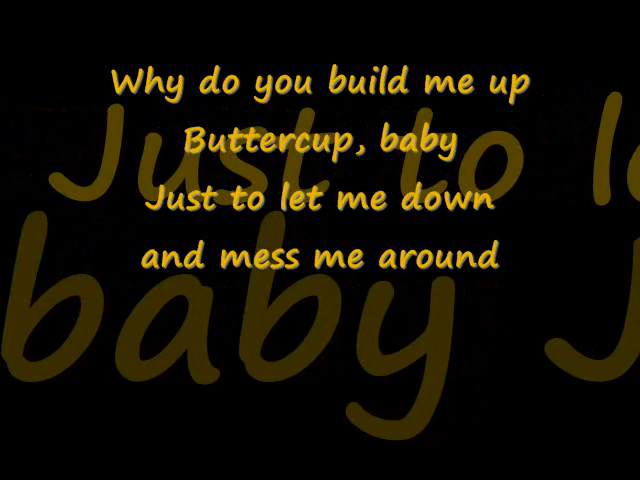 Why do you build me up
Buttercup, baby
Just to let me down
and mess me around
Just to l
baby J